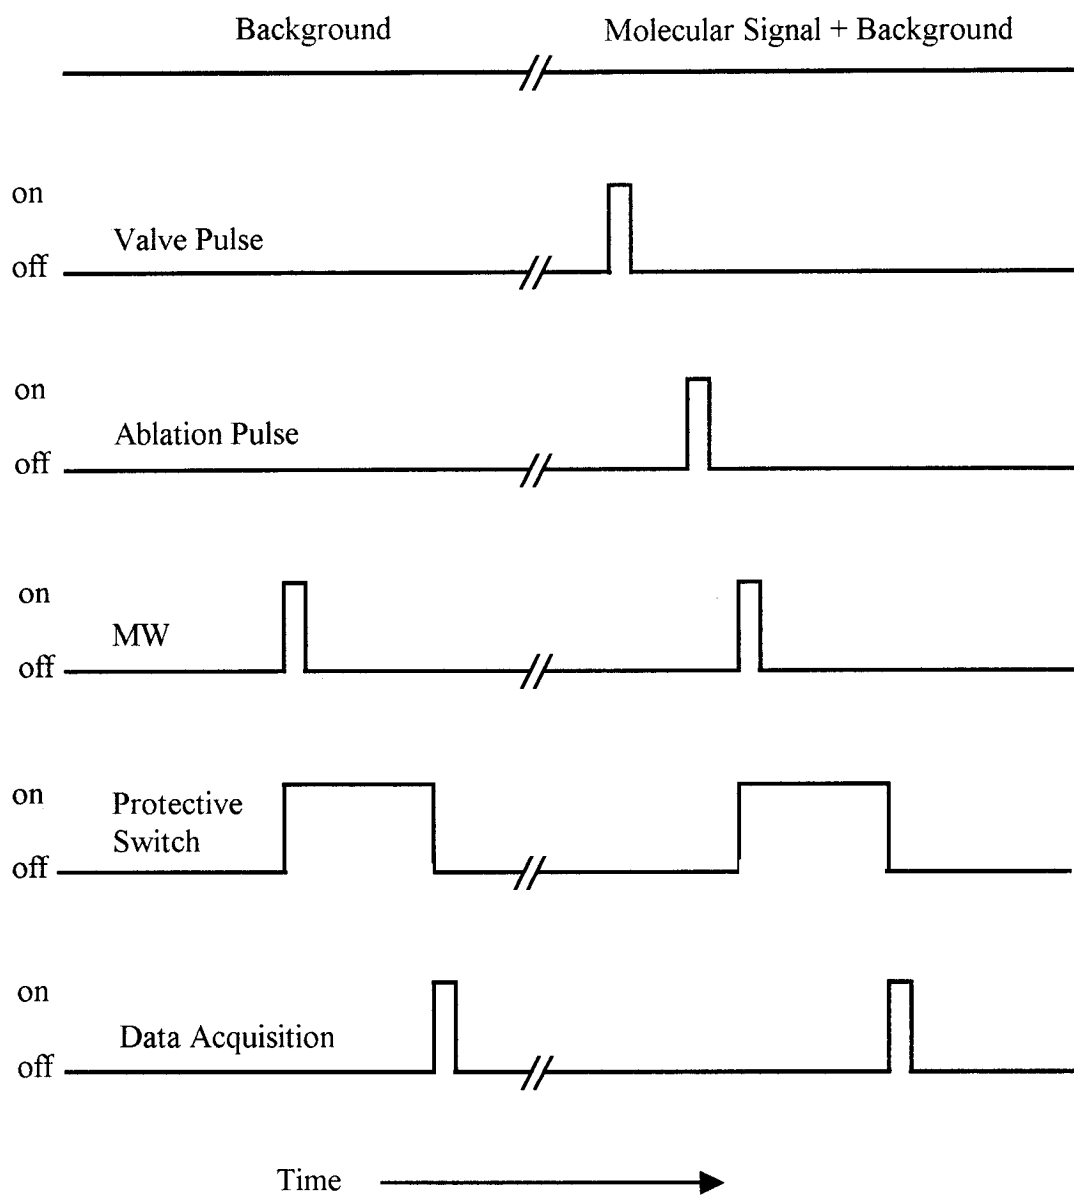 Background Molecular Signal + Background
on
Valve Pulse
off
on
Ablation Pulse
off
on
MW
off
on
Protective
Switch
off
on
Data Acquisition
off
Time